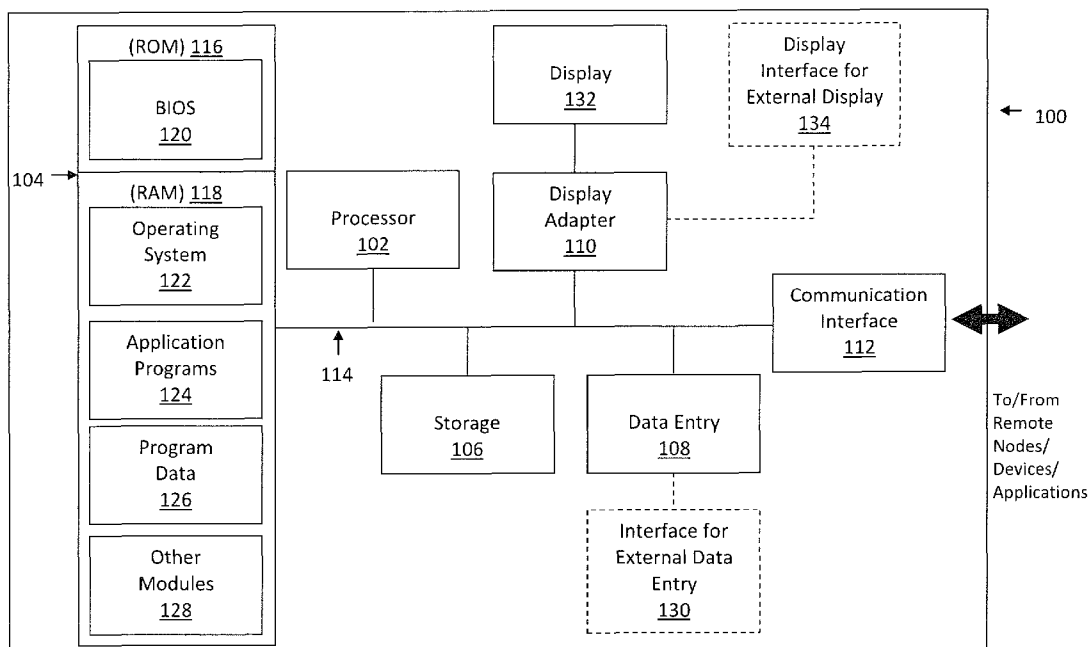 (ROM) 116
BIOS
120
104
(RAM) 118
Operating
System
122
Application
Programs
124
Program
Data
126
Other
Modules
128
Processor
102
Display
132
Display
Interface for
External Display
134
100
Display
Adapter
110
Communication
Interface
112
114
Storage
106
Data Entry
108
Interface for
External Data
Entry
130
To/From
Remote
Nodes/
Devices/
Applications